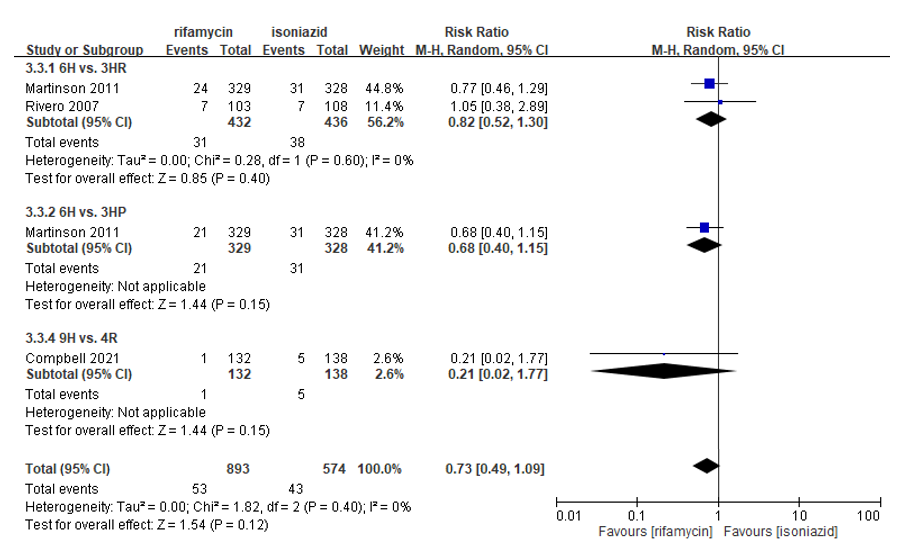 rifamycin isoniazid Risk Ratio Risk Ratio
Study or Subgroup Events Total Events Total Weight M-H, Random, 95% CI M-H, Random, 95% CI
3.3.1 6H vs. 3HR
Martinson 2011 24 329 31 328 44.8% 0.77 [0.46, 1.29]
Rivero 2007 7 103 7 108 11.4% 1.05 [0.38, 2.89]
Subtotal (95% CI) 432 436 56.2% 0.82 [0.52, 1.30]
Total events 31 38
Heterogeneity: Tau² = 0.00; Chi² = 0.28, df = 1 (P = 0.60); I² = 0%
Test for overall effect: Z = 0.85 (P = 0.40)
3.3.2 6H vs. 3HP
Martinson 2011 21 329 31 328 41.2% 0.68 [0.40, 1.15]
Subtotal (95% CI) 329 328 41.2% 0.68 [0.40, 1.15]
Total events 21 31
Heterogeneity: Not applicable
Test for overall effect: Z = 1.44 (P = 0.15)
3.3.4 9H vs. 4R
Compbell 2021 1 132 5 138 2.6% 0.21 [0.02, 1.77]
Subtotal (95% CI) 132 138 2.6% 0.21 [0.02, 1.77]
Total events 1 5
Heterogeneity: Not applicable
Test for overall effect: Z = 1.44 (P = 0.15)
Total (95% CI) 893 574 100.0% 0.73 [0.49, 1.09]
Total events 53 43
Heterogeneity: Tau² = 0.00; Chi² = 1.82, df = 2 (P = 0.40); I² = 0%
Test for overall effect: Z = 1.54 (P = 0.12)
0.01 0.1 1 10 100
Favours [rifamycin] Favours [isoniazid]